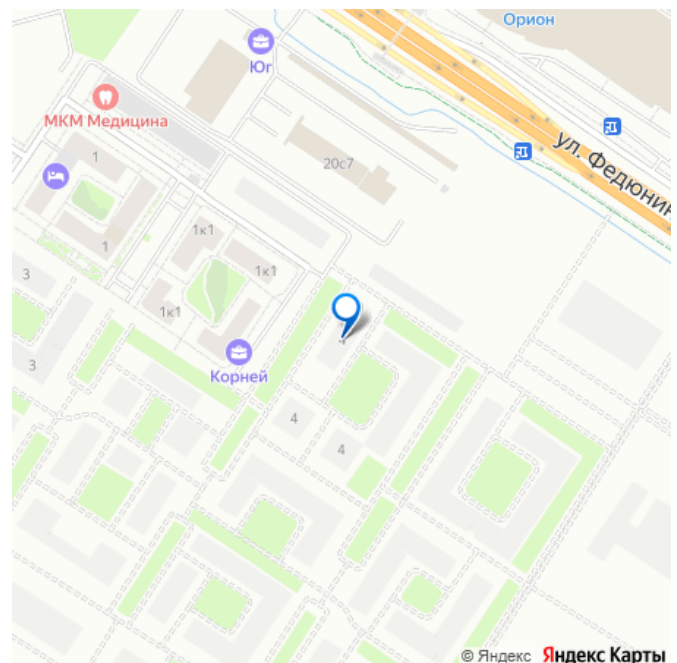 Орион
Юг
МКМ Медицина
ул. Федюнин
20с7
1
1
1к1
1к1
1к1
3
3
4
Корней
4
4
© Яндекс Яндекс Карты